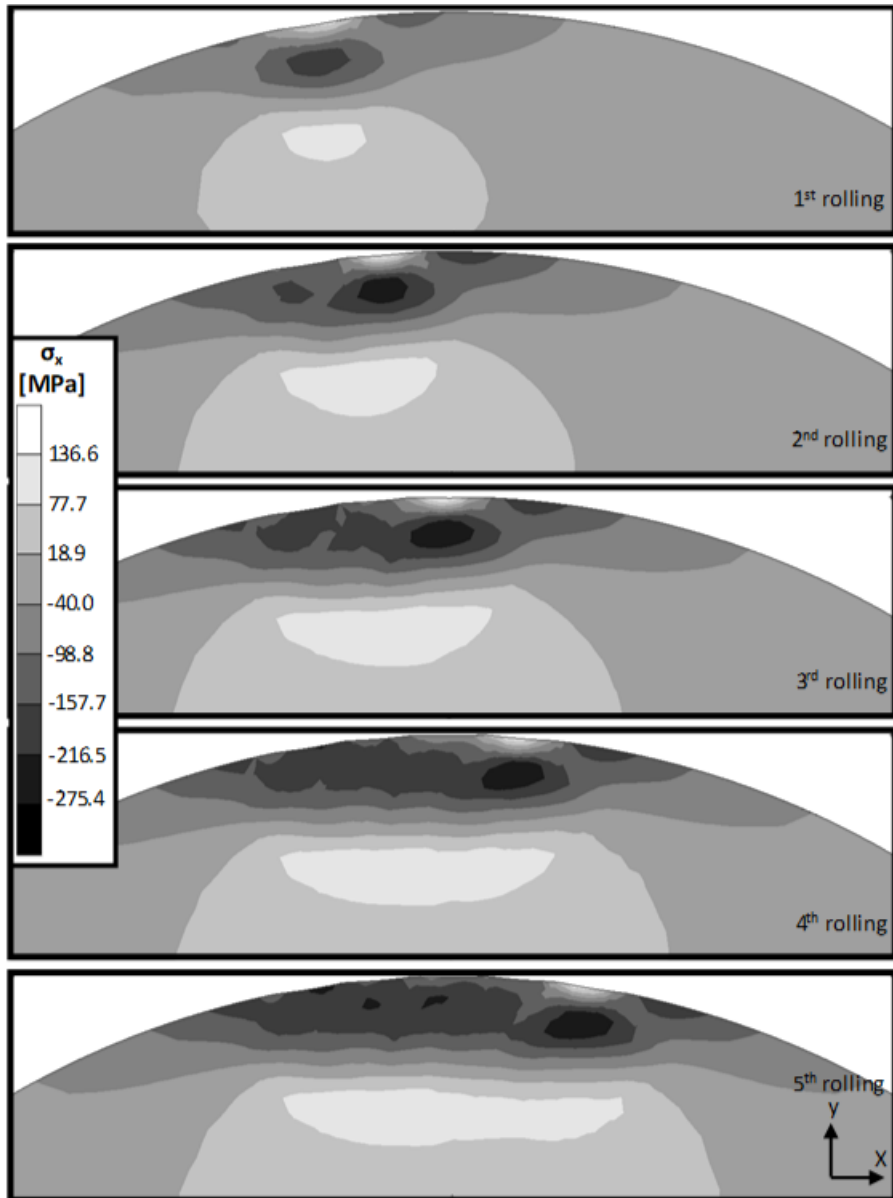 1st rolling
2nd rolling
σx
[MPa]
136.6
77.7
18.9
-40.0
-98.8
-157.7
-216.5
-275.4
3rd rolling
4th rolling
5th rolling
y
X